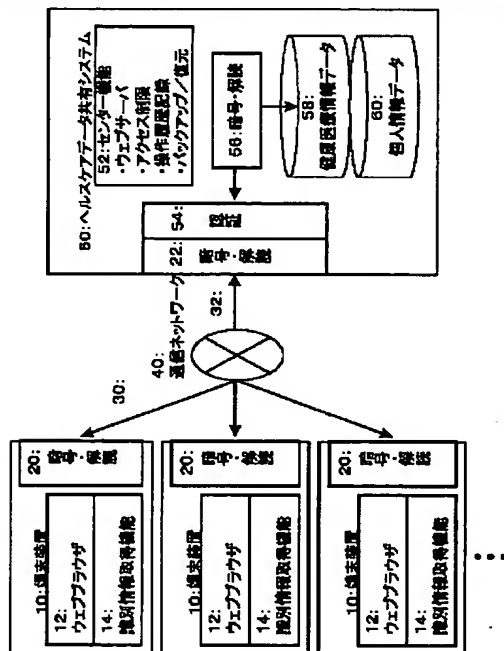 50:ヘルスケアデータ共有システム
52:センター機能
・ウェブサーバ
・アクセス制限
・操作履歴記録
・バックアップ/復元
56:暗号・解読
58:
健康医療情報データ
60:
個人情報データ
54:
認証
22:
暗号・解読
32:
40:
通信ネットワーク
30:
20:
暗号・解読
10:端末装置
12:
ウェブブラウザ
14:
識別情報取得機能
20:
暗号・解読
10:端末装置
12:
ウェブブラウザ
14:
識別情報取得機能
20:
暗号・解読
10:端末装置
12:
ウェブブラウザ
14:
識別情報取得機能